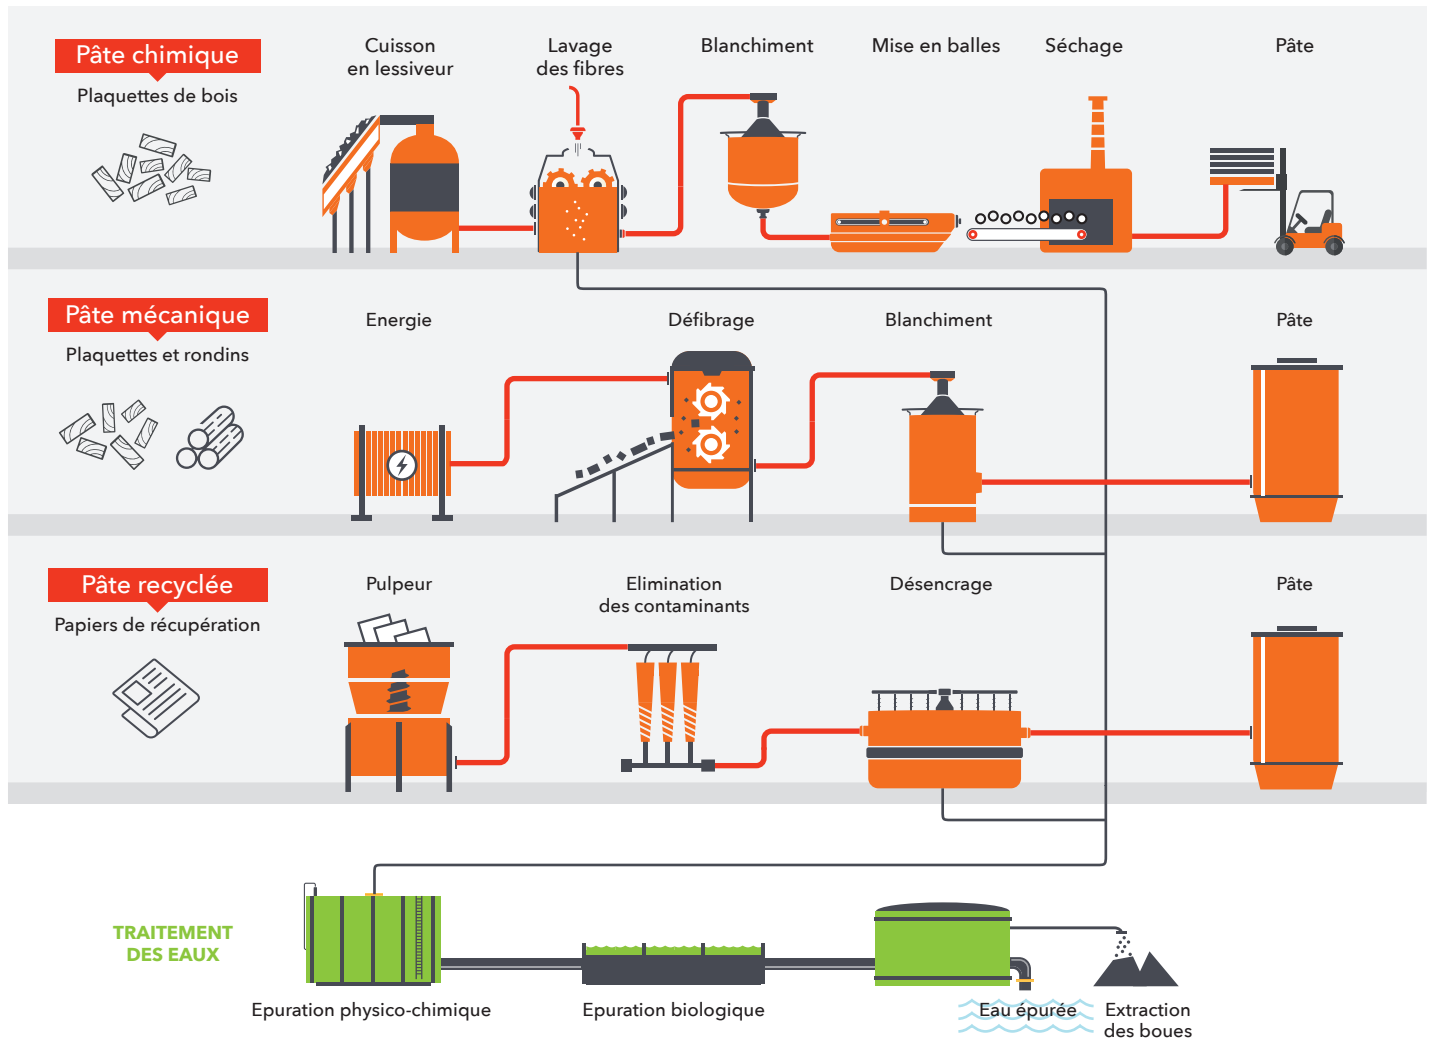 Pâte chimique
Plaquettes de bois
Cuisson
en lessiveur
Lavage
des fibres
Blanchiment
Mise en balles
Séchage
Pâte
Pâte mécanique
Plaquettes et rondins
Energie
Défibrage
Blanchiment
Pâte
Pâte recyclée
Papiers de récupération
Pulpeur
Elimination
des contaminants
Désencrage
Pâte
TRAITEMENT
DES EAUX
Epuration physico-chimique
Epuration biologique
Eau épurée
Extraction
des boues